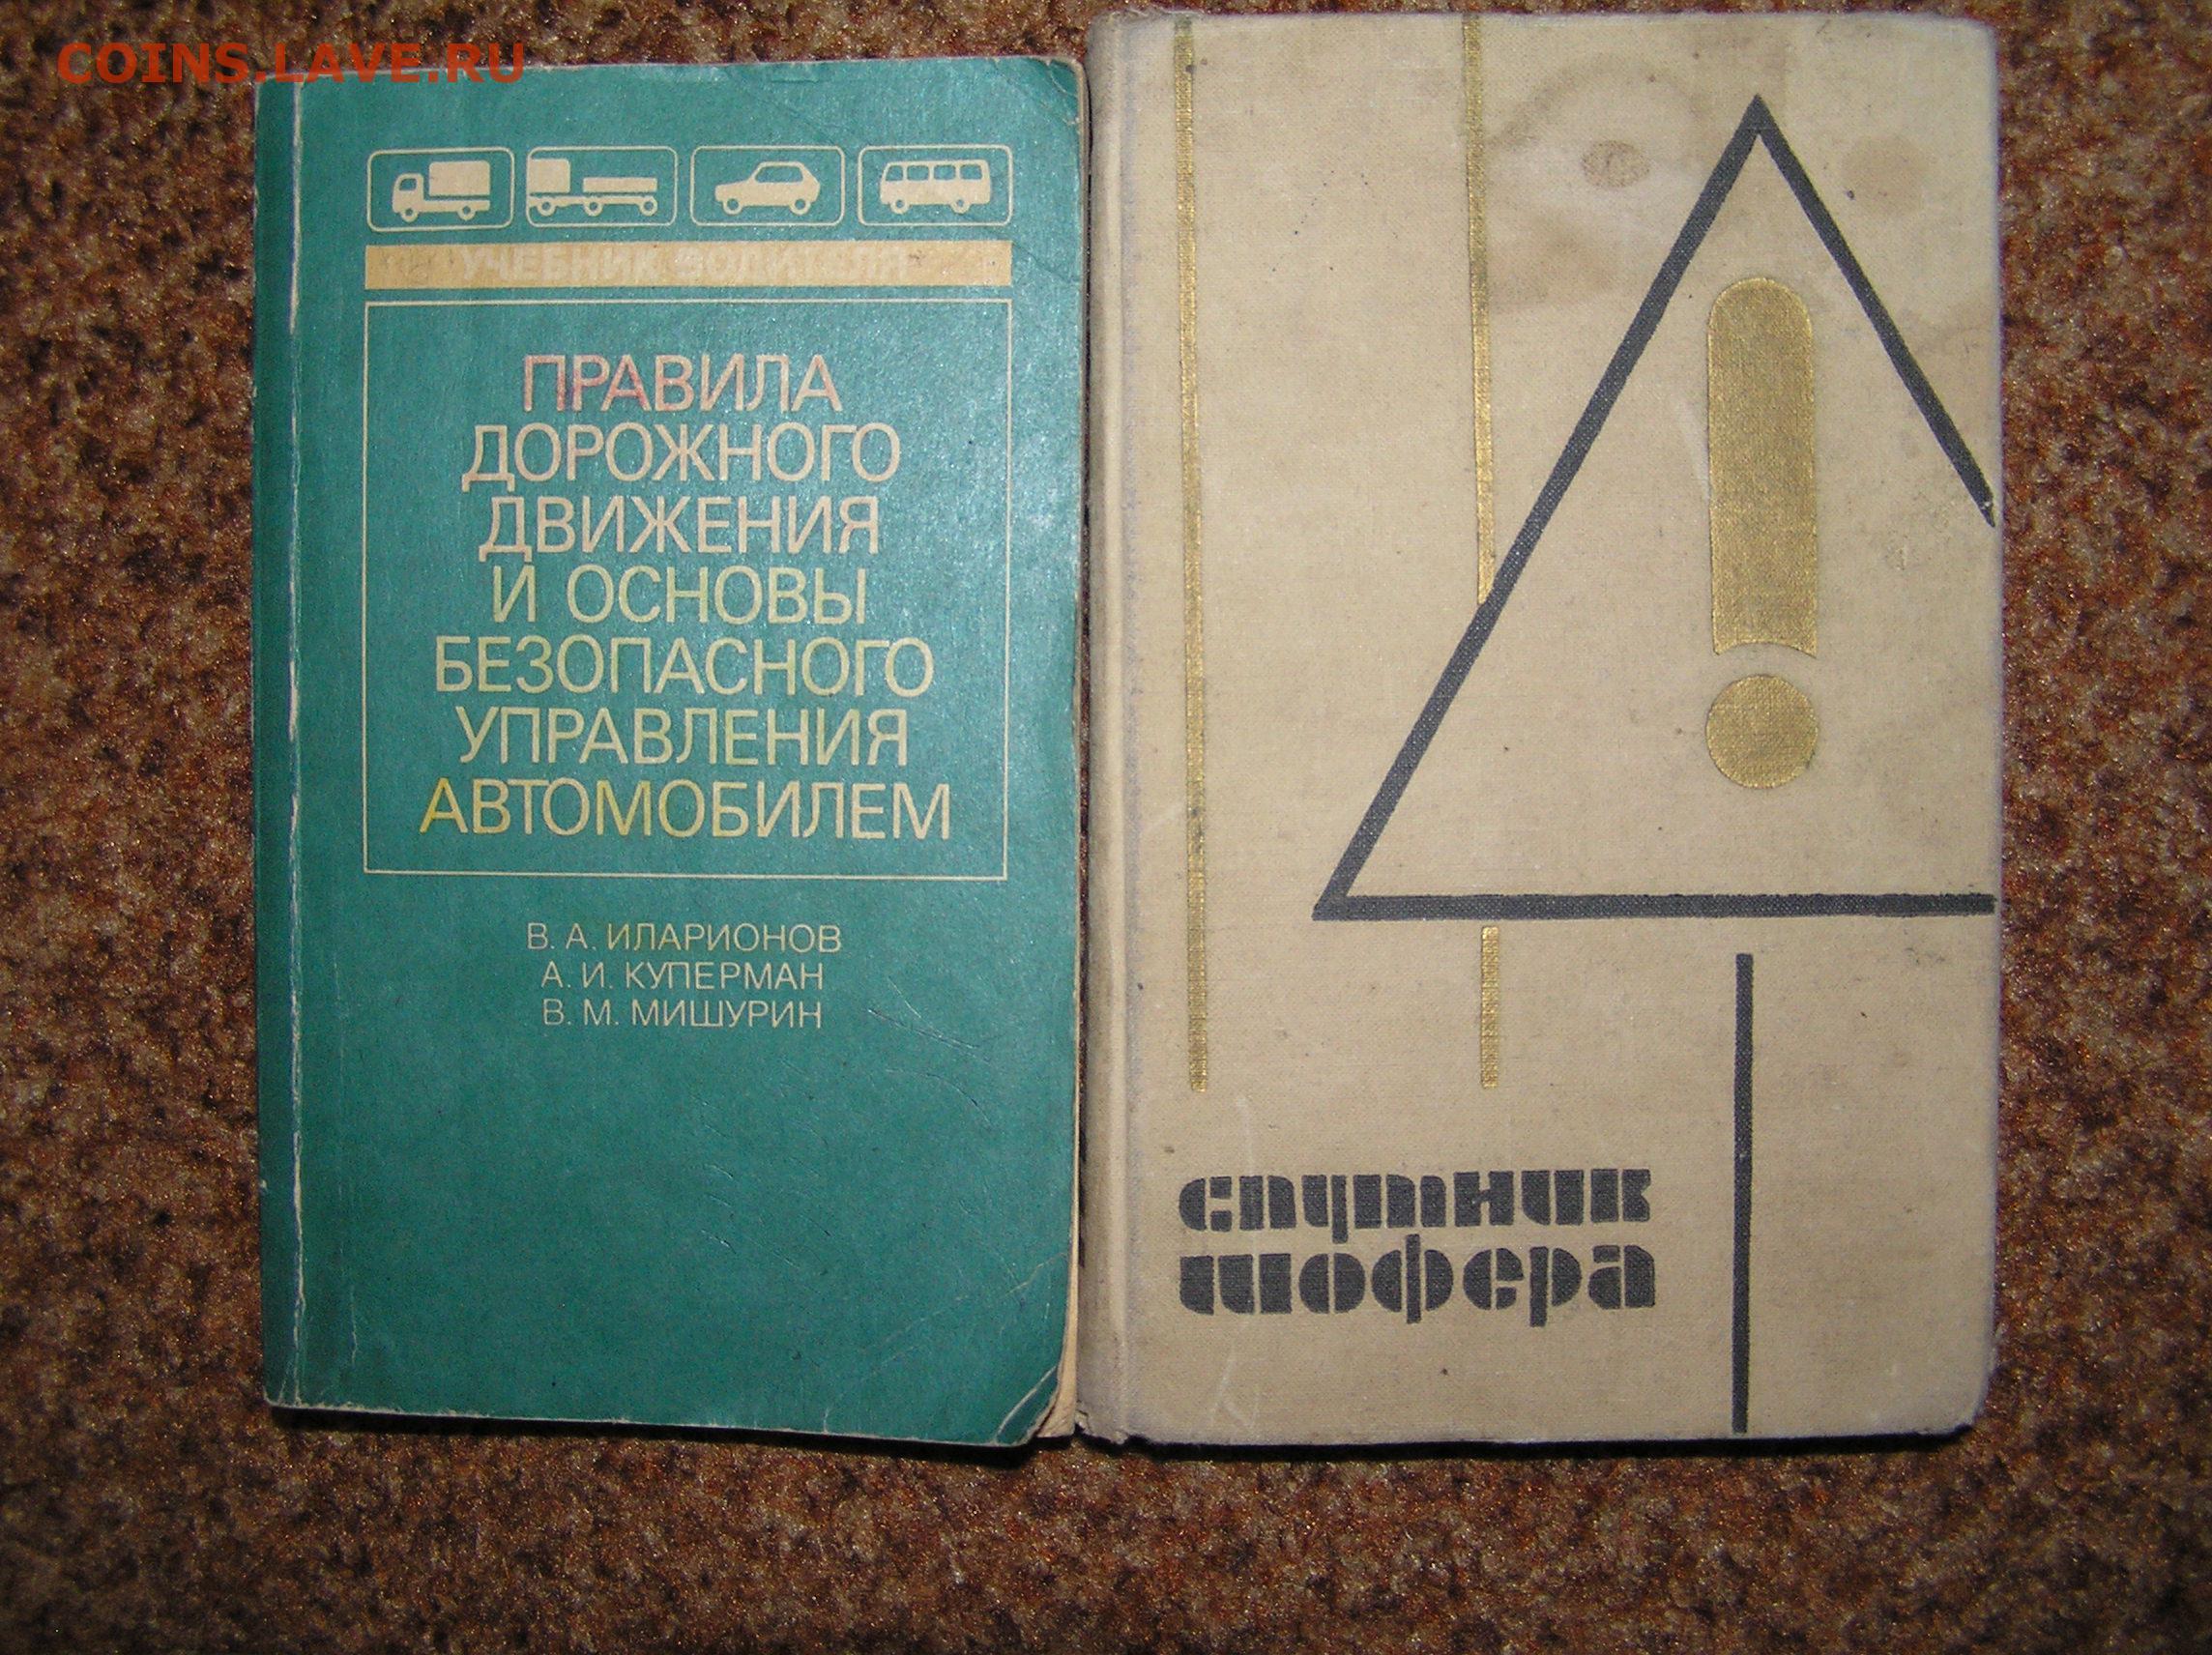 COINS.LAVE.RU
УЧЕБНИК ВОДИТЕЛЯ
ПРАВИЛА
ДОРОЖНОГО
ДВИЖЕНИЯ
И ОСНОВЫ
БЕЗОПАСНОГО
УПРАВЛЕНИЯ
АВТОМОБИЛЕМ
В. А. ИЛАРИОНОВ
А. И. КУПЕРМАН
В. М. МИШУРИН
!
спутник
шофера